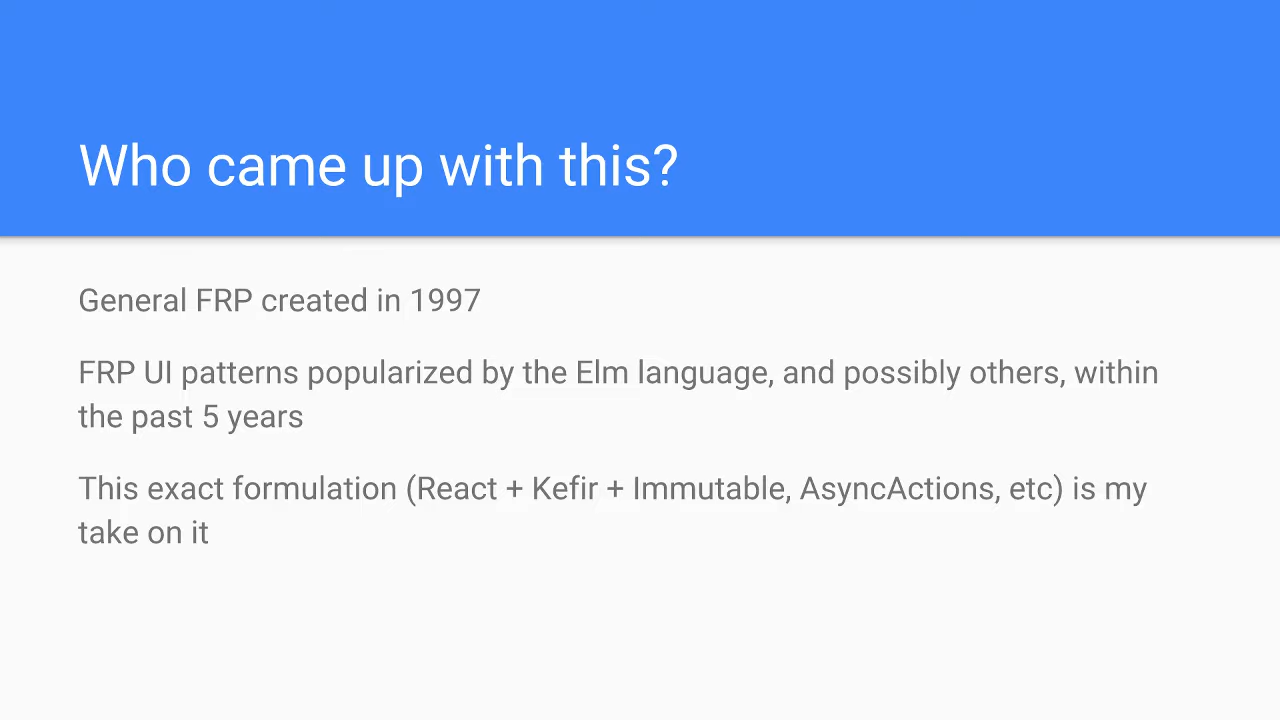 Who came up with this?
General FRP created in 1997
FRP UI patterns popularized by the Elm language, and possibly others, within
the past 5 years
This exact formulation (React + Kefir + Immutable, AsyncActions, etc) is my
take on it